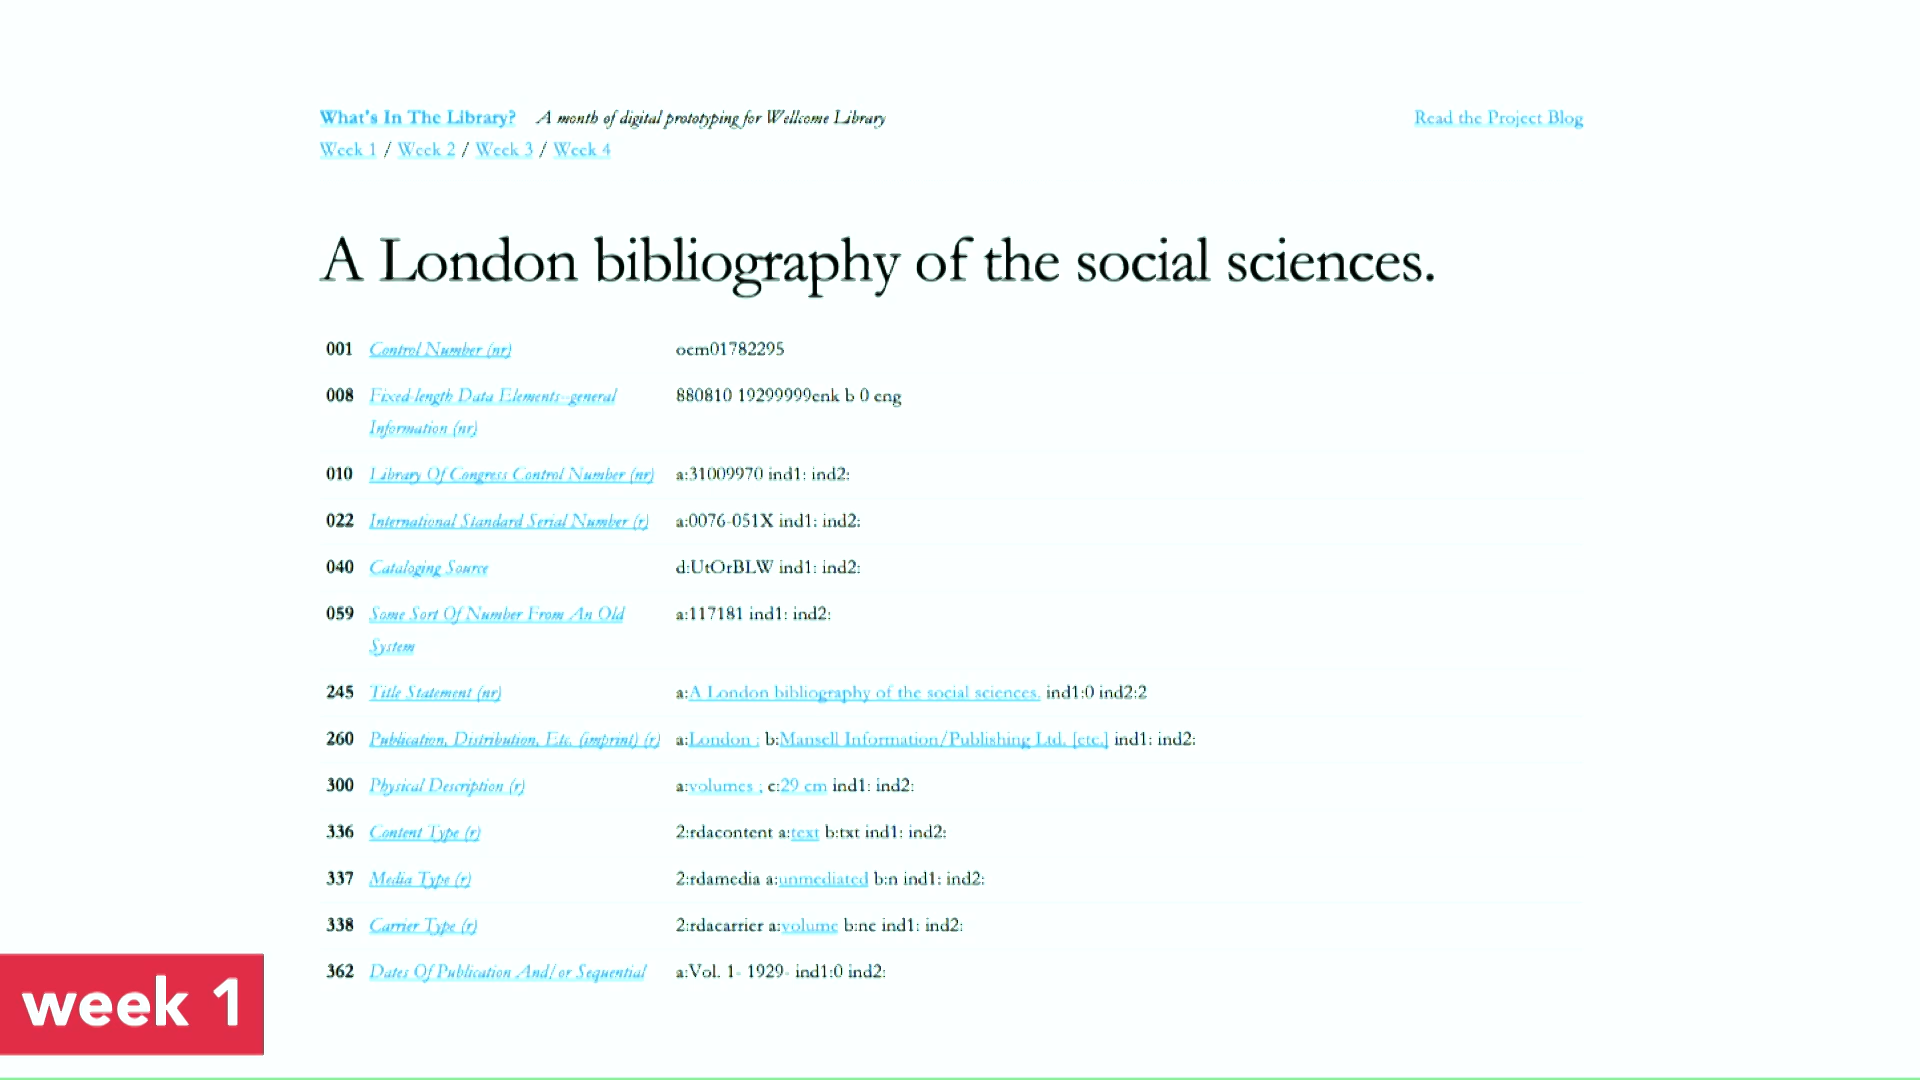 What's In The Library? A month of digital prototyping for Wellcome Library Read the Project Blog
Week 1 / Week 2 / Week 3 / Week 4
A London bibliography of the social sciences.
001 Control Number (nr) ocm01782295
008 Fixed-length Data Elements--general 880810 19299999enk b 0 eng
Information (nr)
010 Library Of Congress Control Number (nr) a:31009970 ind1: ind2:
022 International Standard Serial Number (r) a:0076-051X ind1: ind2:
040 Cataloging Source d:UtOrBLW ind1: ind2:
059 Some Sort Of Number From An Old a:117181 ind1: ind2:
System
245 Title Statement (nr) a:A London bibliography of the social sciences. ind1:0 ind2:2
260 Publication, Distribution, Etc. (imprint) (r) a:London : b:Mansell Information/Publishing Ltd. [etc.] ind1: ind2:
300 Physical Description (r) a:volumes ; c:29 cm ind1: ind2:
336 Content Type (r) 2:rdacontent a:text b:txt ind1: ind2:
337 Media Type (r) 2:rdamedia a:unmediated b:n ind1: ind2:
338 Carrier Type (r) 2:rdacarrier a:volume b:nc ind1: ind2:
362 Dates Of Publication And/or Sequential a:Vol. 1- 1929- ind1:0 ind2:
week 1